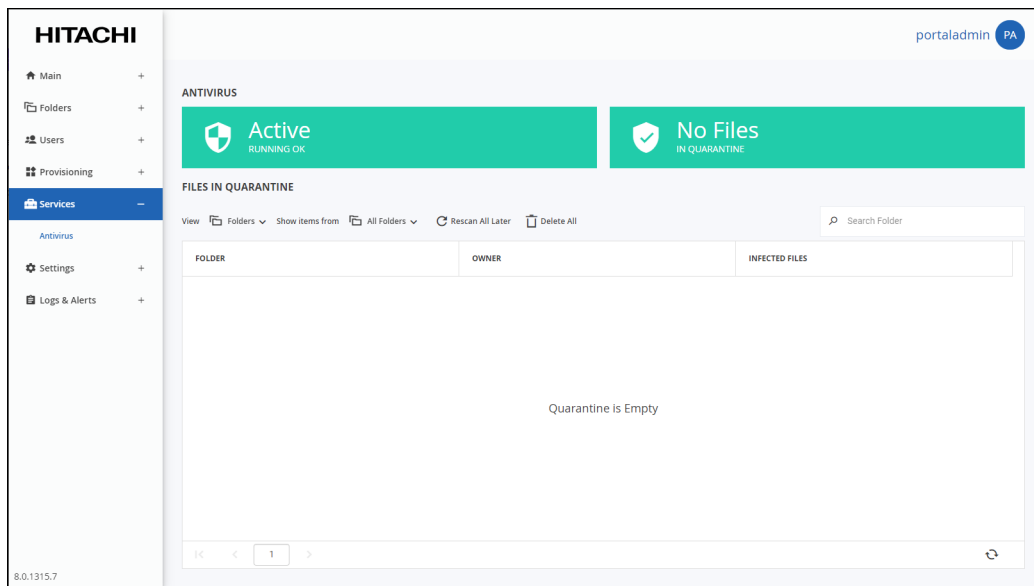 HITACHI
portaladmin PA
Main
Folders
Users
Provisioning
Services
Antivirus
Settings
Logs & Alerts
8.0.1315.7
ANTIVIRUS
Active
RUNNING OK
No Files
IN QUARANTINE
FILES IN QUARANTINE
View Folders Show items from All Folders Rescan All Later Delete All Search Folder
FOLDER OWNER INFECTED FILES
Quarantine is Empty
1